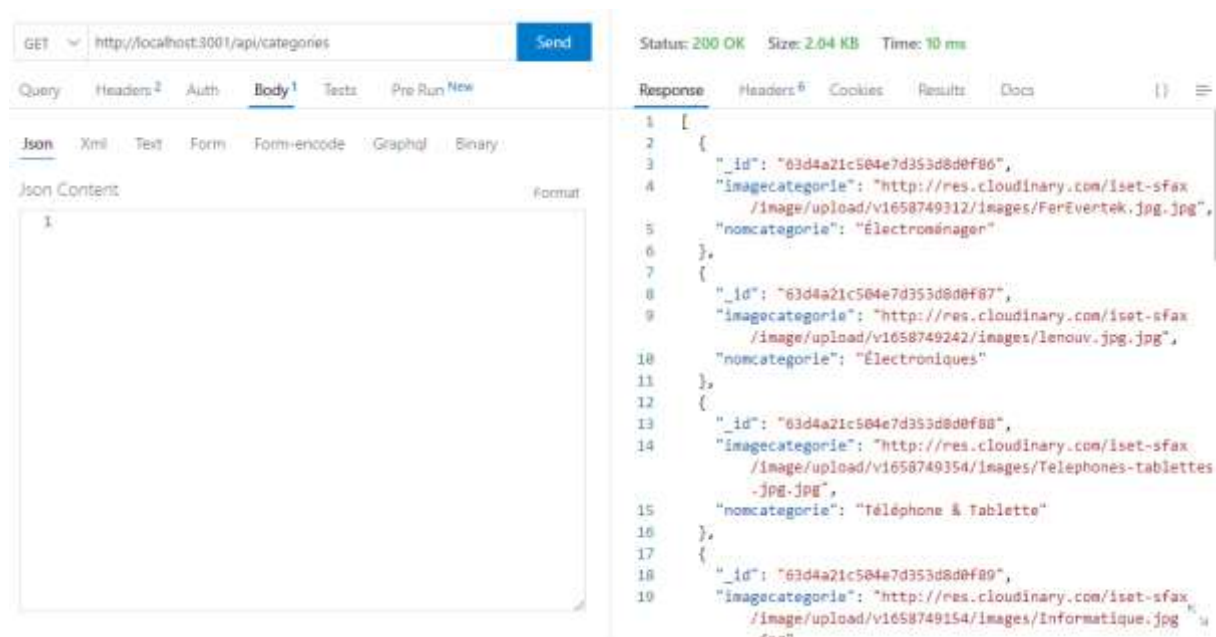 GET http://localhost:3001/api/categories Send
Query Headers 2 Auth Body 1 Tests Pre Run New
Json Xml Text Form Form-encode Graphql Binary
Json Content Format
1
Status: 200 OK Size: 2.04 KB Time: 10 ms
Response Headers 6 Cookies Results Docs {}
1 [
2 {
3 "_id": "63d4a21c504e7d353d8d0f86",
4 "imagecategorie": "http://res.cloudinary.com/iset-sfax
/image/upload/v1658749312/images/FerEvertek.jpg.jpg",
5 "nomcategorie": "Électroménager"
6 },
7 {
8 "_id": "63d4a21c504e7d353d8d0f87",
9 "imagecategorie": "http://res.cloudinary.com/iset-sfax
/image/upload/v1658749242/images/lenouv.jpg.jpg",
10 "nomcategorie": "Électroniques"
11 },
12 {
13 "_id": "63d4a21c504e7d353d8d0f88",
14 "imagecategorie": "http://res.cloudinary.com/iset-sfax
/image/upload/v1658749354/images/Telephones-tablettes
.jpg.jpg",
15 "nomcategorie": "Téléphone & Tablette"
16 },
17 {
18 "_id": "63d4a21c504e7d353d8d0f89",
19 "imagecategorie": "http://res.cloudinary.com/iset-sfax
/image/upload/v1658749154/images/Informatique.jpg